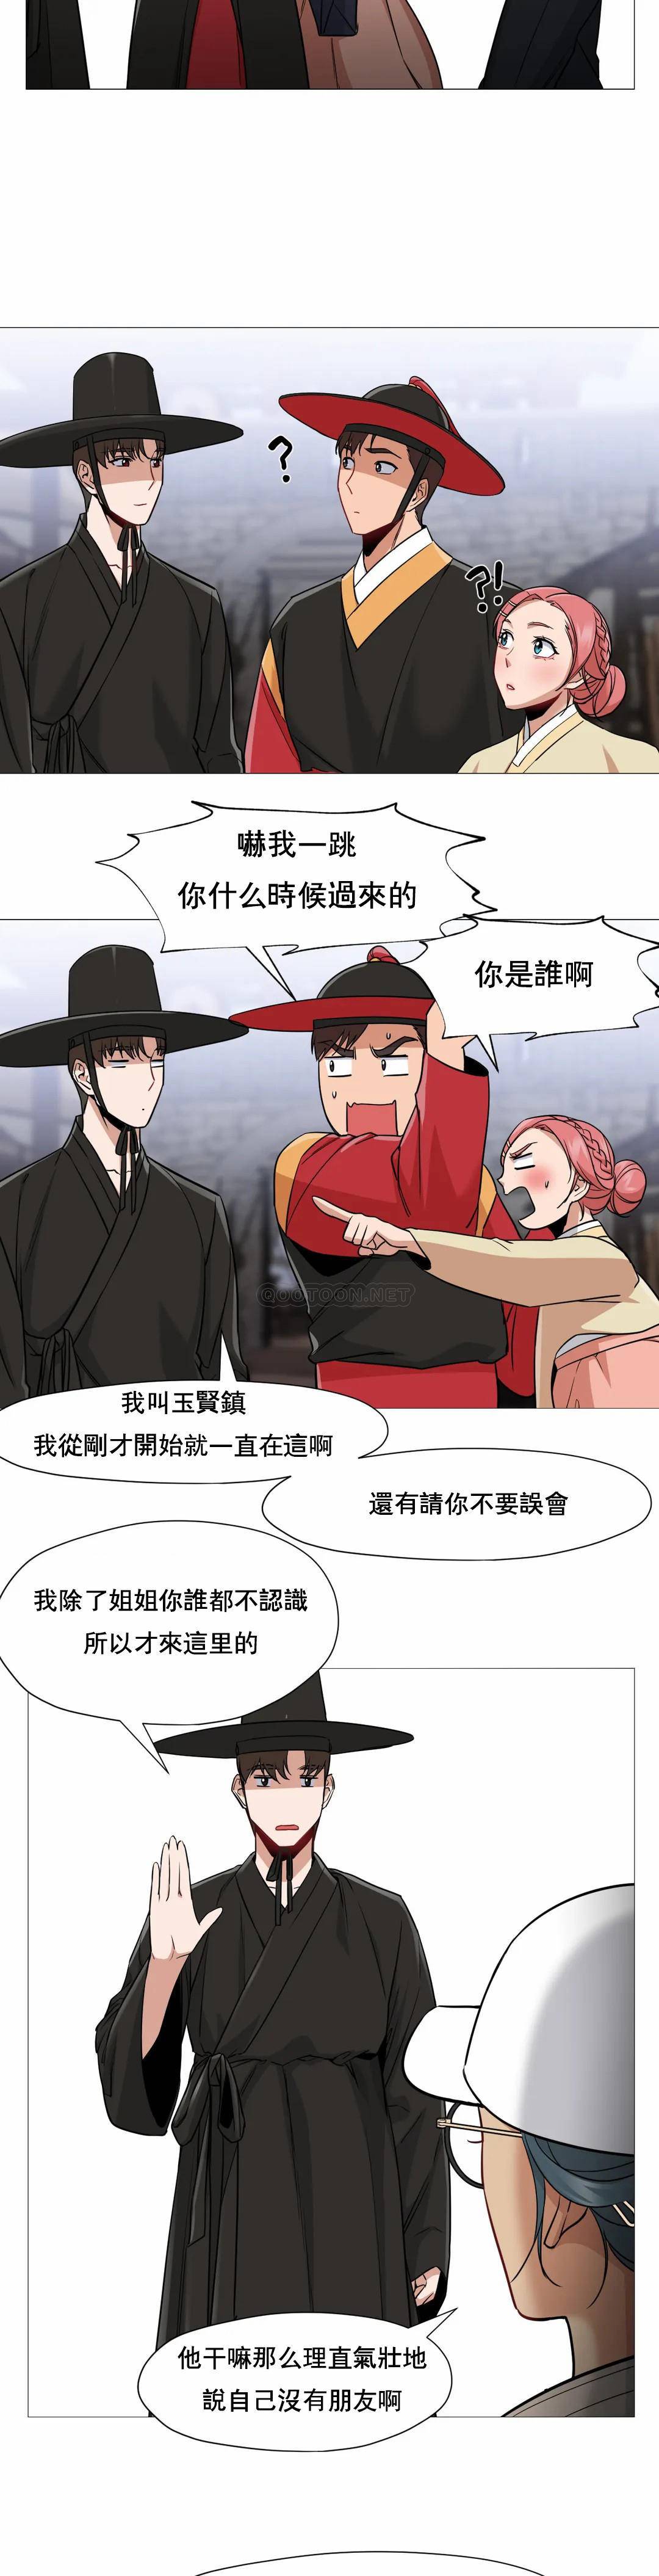 ?
?!
嚇我一跳
你什么時候過來的
你是誰啊
QOOTOON.NET
我叫玉賢鎮
我從剛才開始就一直在這啊
還有請你不要誤會
我除了姐姐你誰都不認識
所以才來這里的
他干嘛那么理直氣壯地
說自己沒有朋友啊